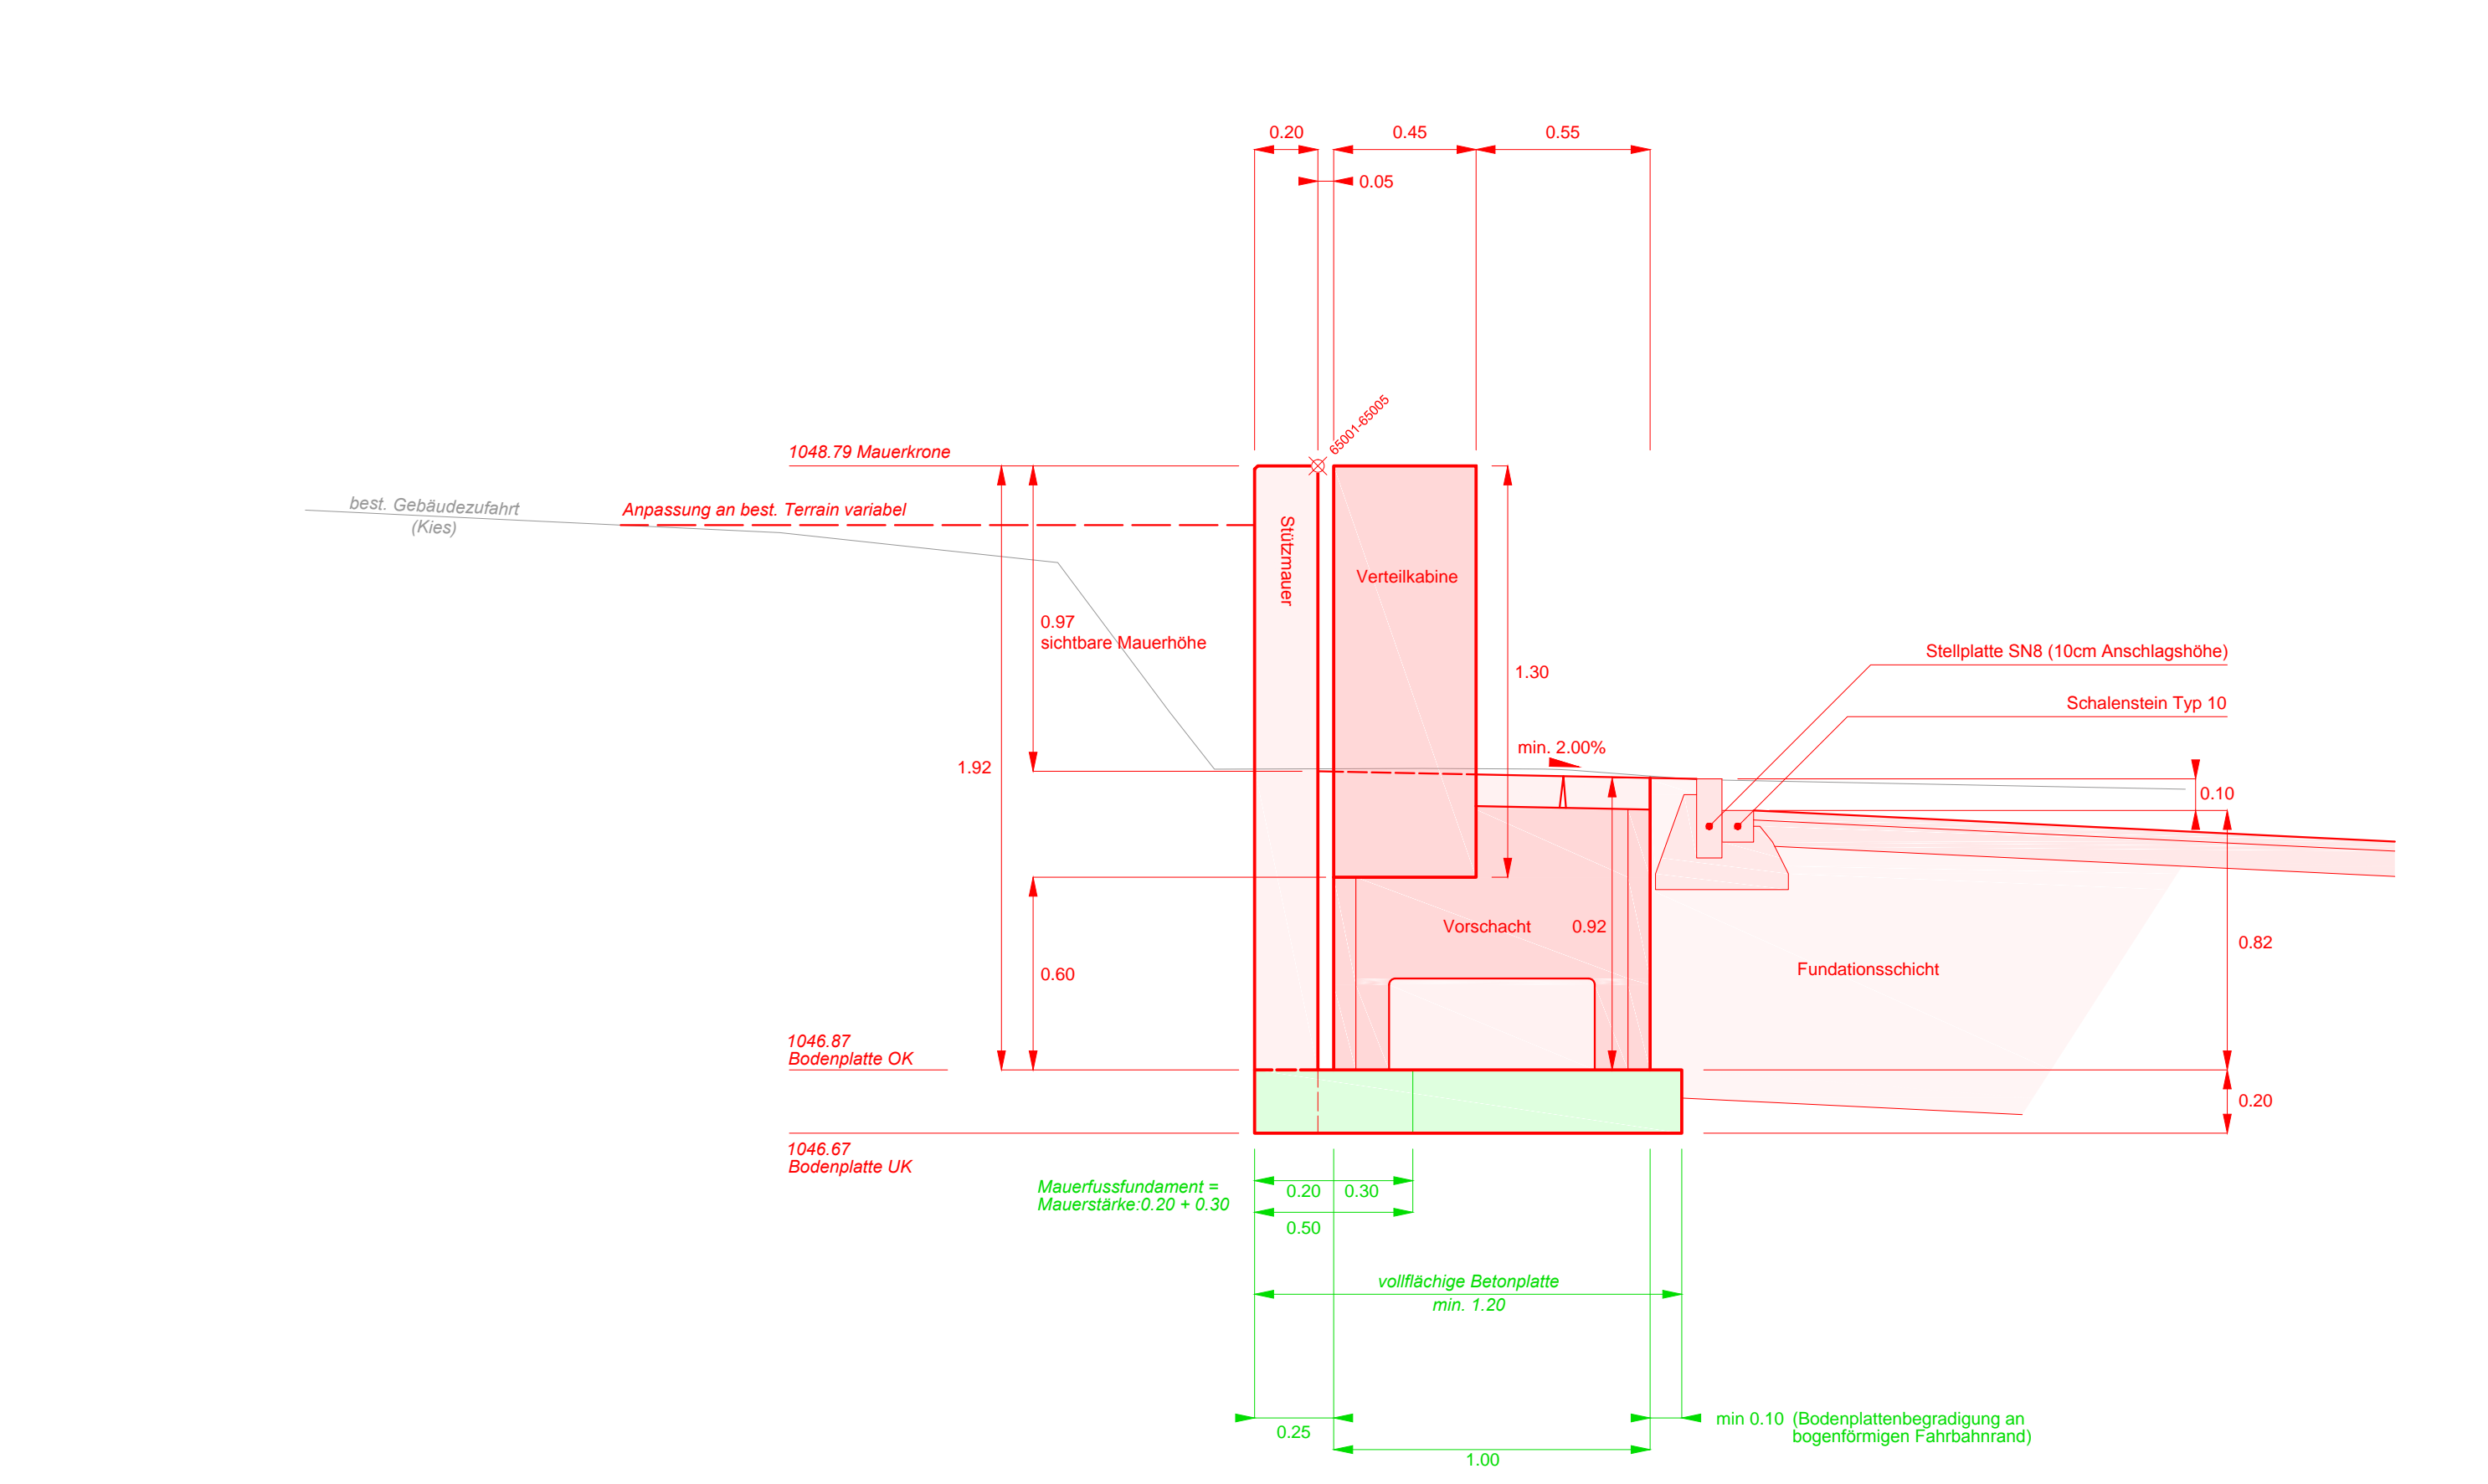 0.20
0.45
0.55
0.05
65001-65005
1048.79 Mauerkrone
best. Gebäudezufahrt
(Kies)
Anpassung an best. Terrain variabel
Stützmauer
Verteilkabine
0.97
sichtbare Mauerhöhe
1.30
Stellplatte SN8 (10cm Anschlagshöhe)
Schalenstein Typ 10
min. 2.00%
1.92
0.10
Vorschacht
0.92
0.82
Fundationsschicht
0.60
1046.87
Bodenplatte OK
0.20
1046.67
Bodenplatte UK
Mauerfussfundament =
Mauerstärke:0.20 + 0.30
0.20
0.30
0.50
vollflächige Betonplatte
min. 1.20
min 0.10 (Bodenplattenbegradigung an
bogenförmigen Fahrbahnrand)
0.25
1.00